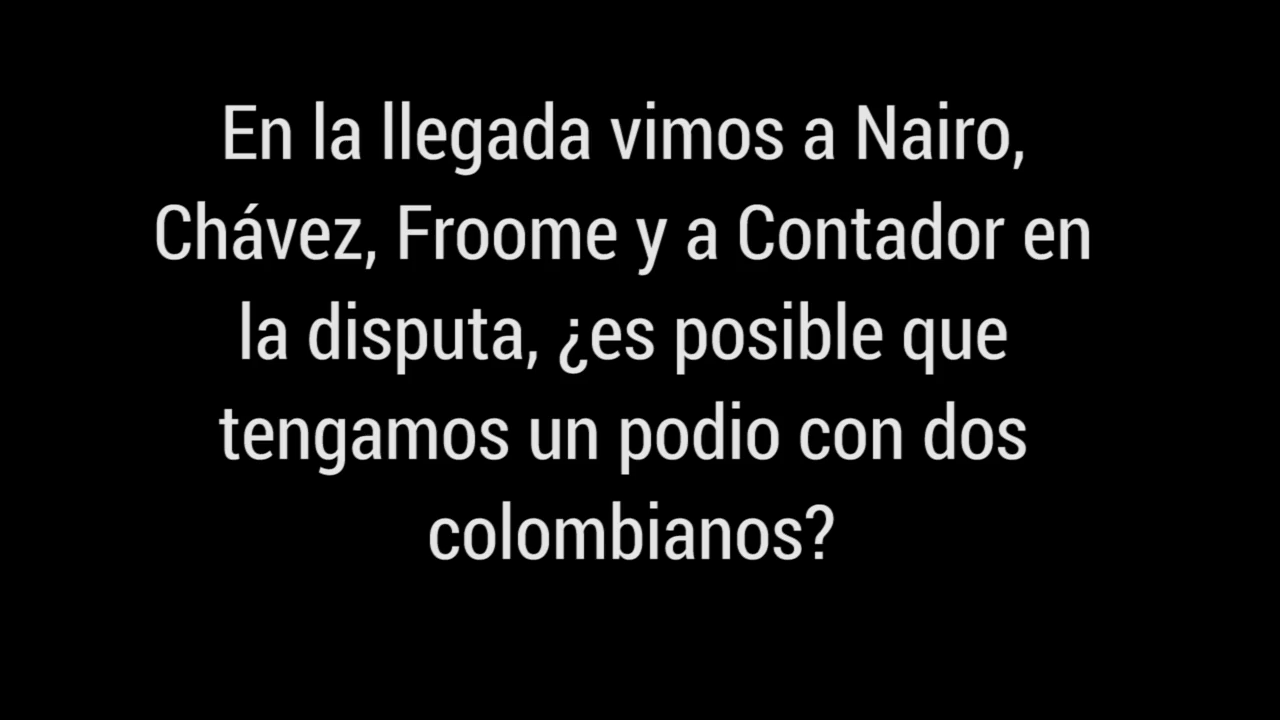 En la llegada vimos a Nairo,
Chávez, Froome y a Contador en
la disputa, ¿es posible que
tengamos un podio con dos
colombianos?